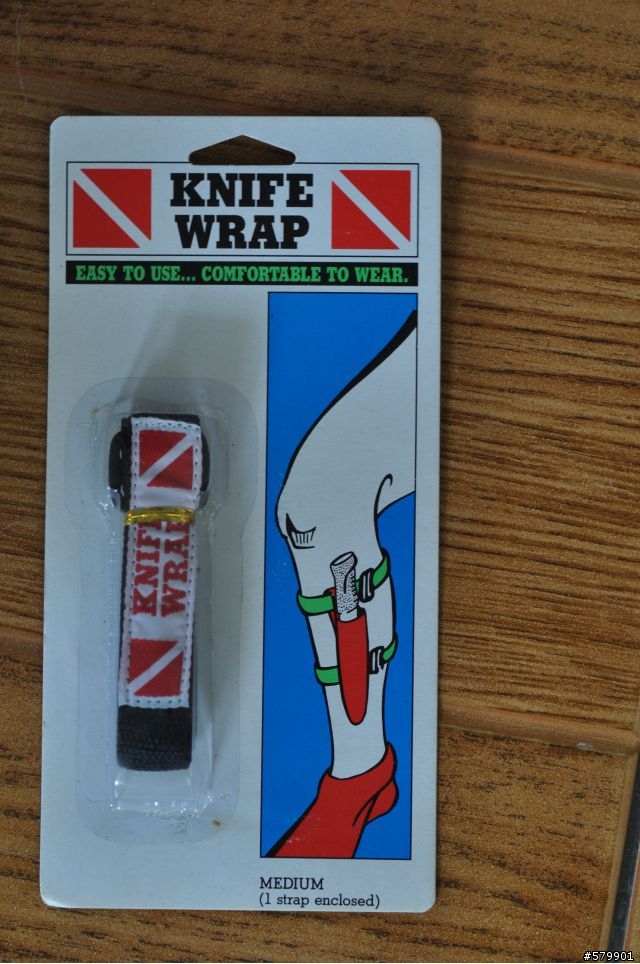 KNIFE
WRAP
EASY TO USE... COMFORTABLE TO WEAR.
KNIFE
WRAP
MEDIUM
(1 strap enclosed)
#579901